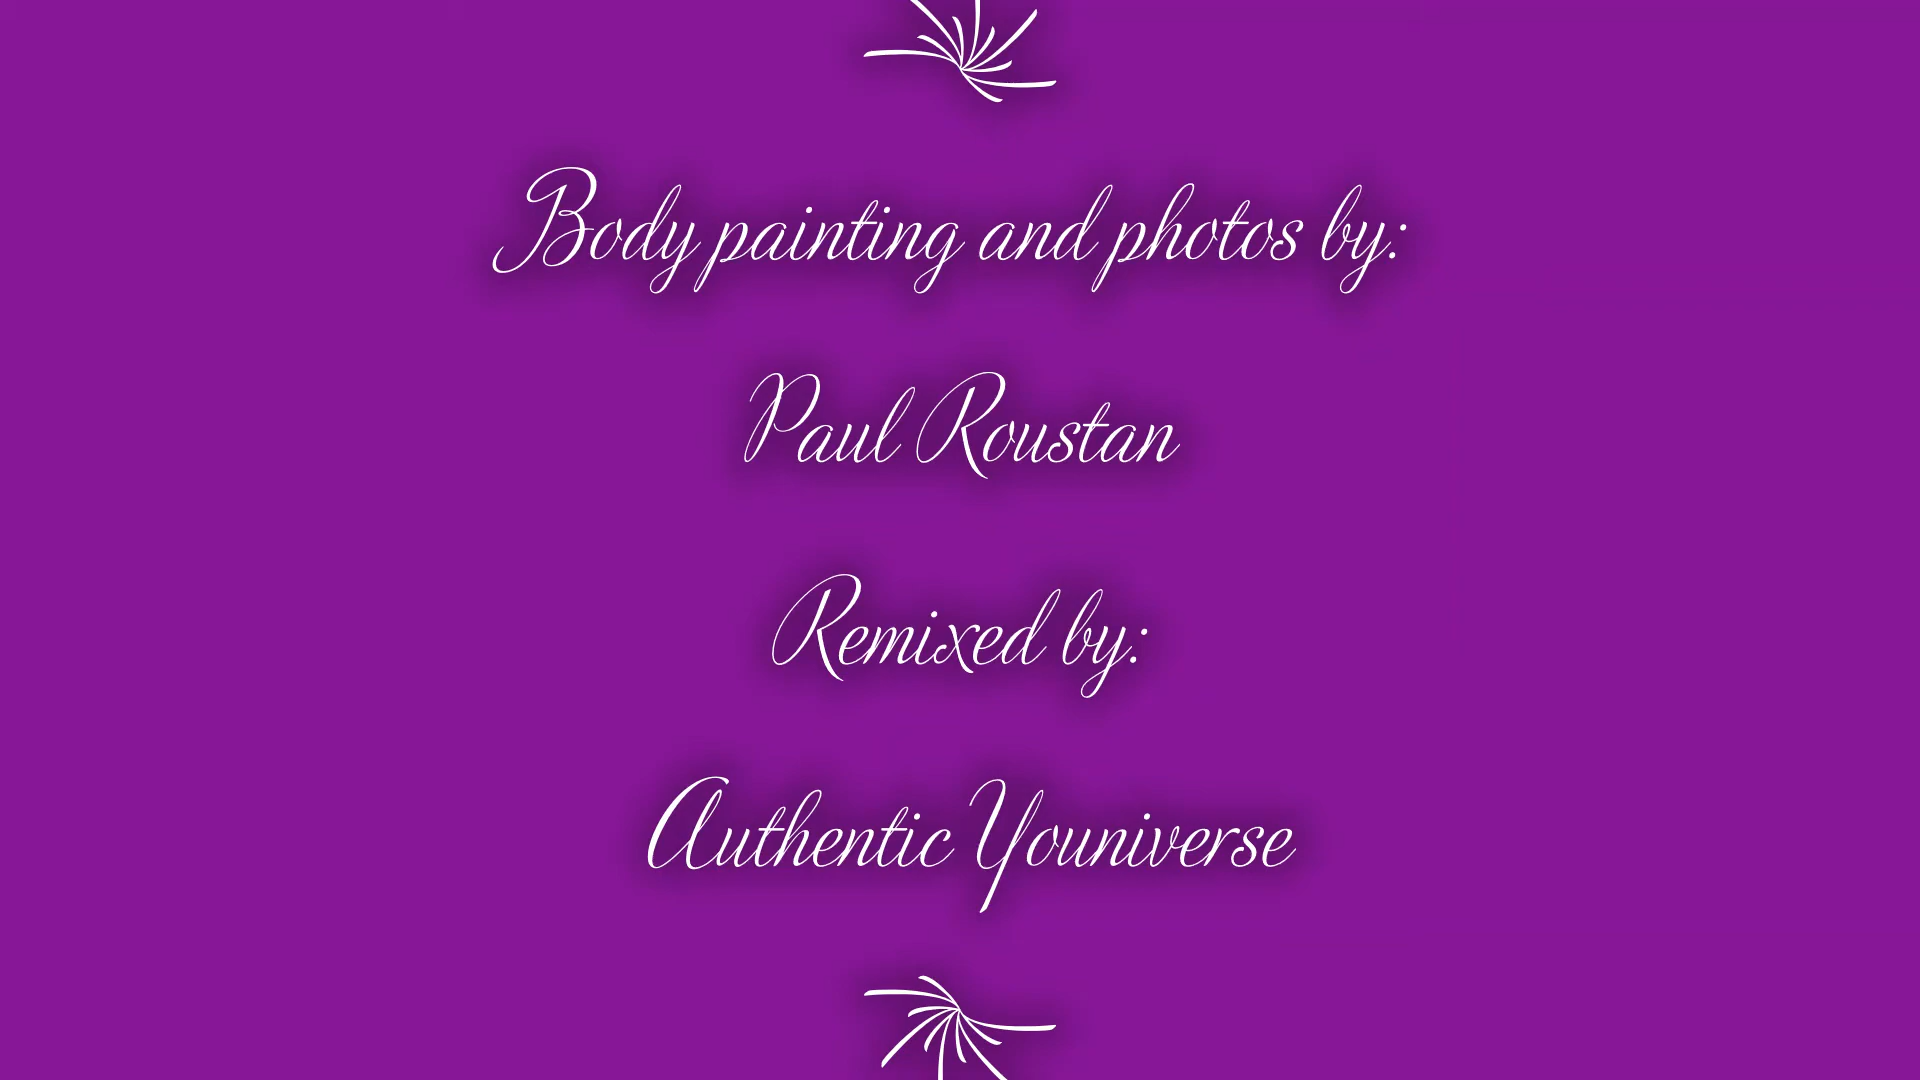 Body painting and photos by:
Paul Roustan
Remixed by:
Authentic Youniverse